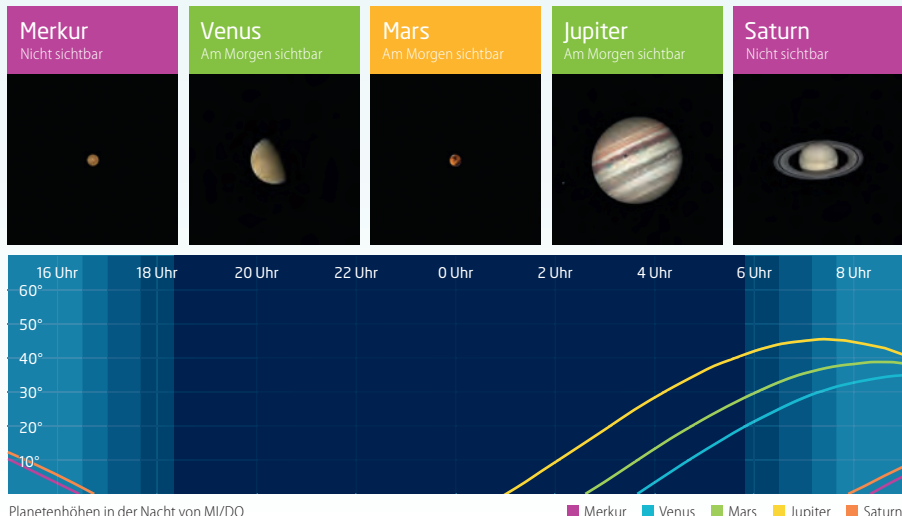 Merkur
Nicht sichtbar
Venus
Am Morgen sichtbar
Mars
Am Morgen sichtbar
Jupiter
Am Morgen sichtbar
Saturn
Nicht sichtbar
16 Uhr 18 Uhr 20 Uhr 22 Uhr 0 Uhr 2 Uhr 4 Uhr 6 Uhr 8 Uhr
60°
50°
40°
30°
20°
10°
Planetenhöhen in der Nacht von MI/DO
Merkur Venus Mars Jupiter Saturn